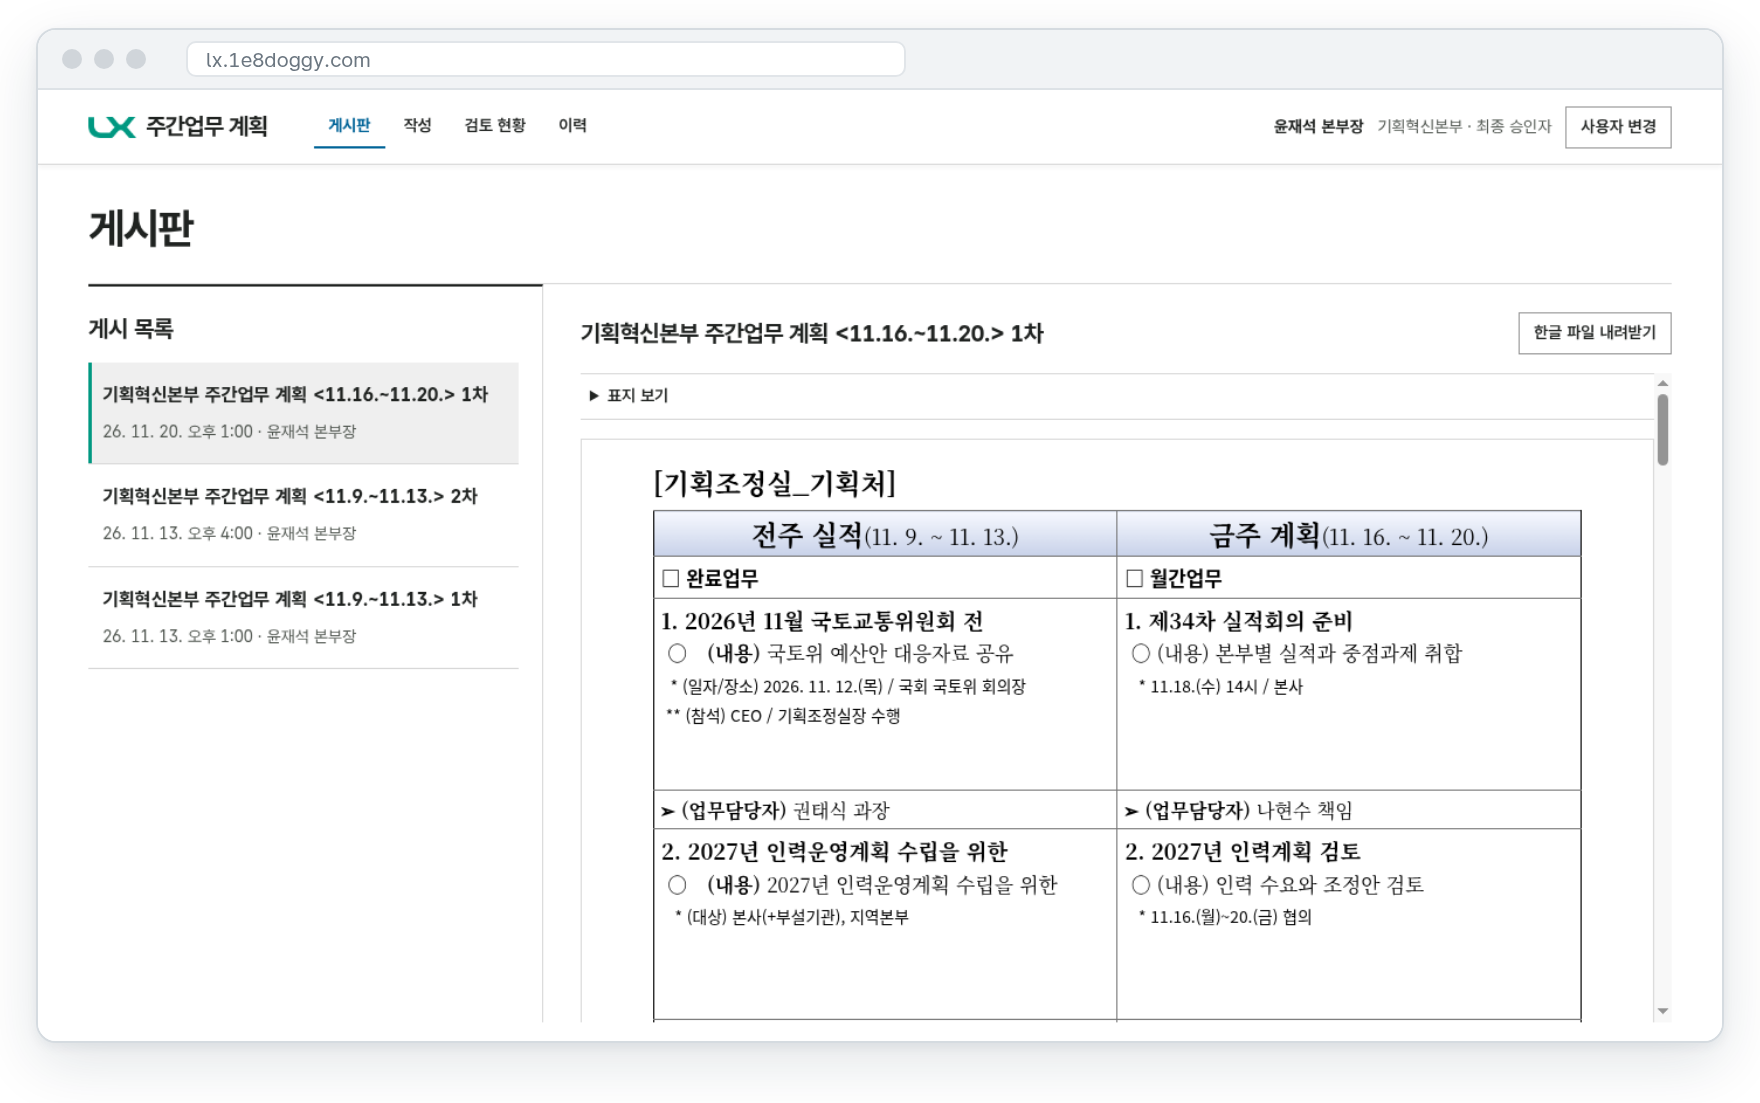 lx.1e8doggy.com
LX 주간업무 계획
게시판 작성 검토 현황 이력
윤재석 본부장 기획혁신본부 · 최종 승인자 사용자 변경
게시판
게시 목록
기획혁신본부 주간업무 계획 <11.16.~11.20.> 1차
26. 11. 20. 오후 1:00 · 윤재석 본부장
기획혁신본부 주간업무 계획 <11.9.~11.13.> 2차
26. 11. 13. 오후 4:00 · 윤재석 본부장
기획혁신본부 주간업무 계획 <11.9.~11.13.> 1차
26. 11. 13. 오후 1:00 · 윤재석 본부장
기획혁신본부 주간업무 계획 <11.16.~11.20.> 1차
한글 파일 내려받기
▶ 표지 보기
[기획조정실_기획처]
전주 실적(11. 9. ~ 11. 13.)
금주 계획(11. 16. ~ 11. 20.)
□ 완료업무
□ 월간업무
1. 2026년 11월 국토교통위원회 전
○ (내용) 국토위 예산안 대응자료 공유
* (일자/장소) 2026. 11. 12.(목) / 국회 국토위 회의장
** (참석) CEO / 기획조정실장 수행
1. 제34차 실적회의 준비
○ (내용) 본부별 실적과 중점과제 취합
* 11.18.(수) 14시 / 본사
➢ (업무담당자) 권태식 과장
➢ (업무담당자) 나현수 책임
2. 2027년 인력운영계획 수립을 위한
○ (내용) 2027년 인력운영계획 수립을 위한
* (대상) 본사(+부설기관), 지역본부
2. 2027년 인력계획 검토
○ (내용) 인력 수요와 조정안 검토
* 11.16.(월)~20.(금) 협의